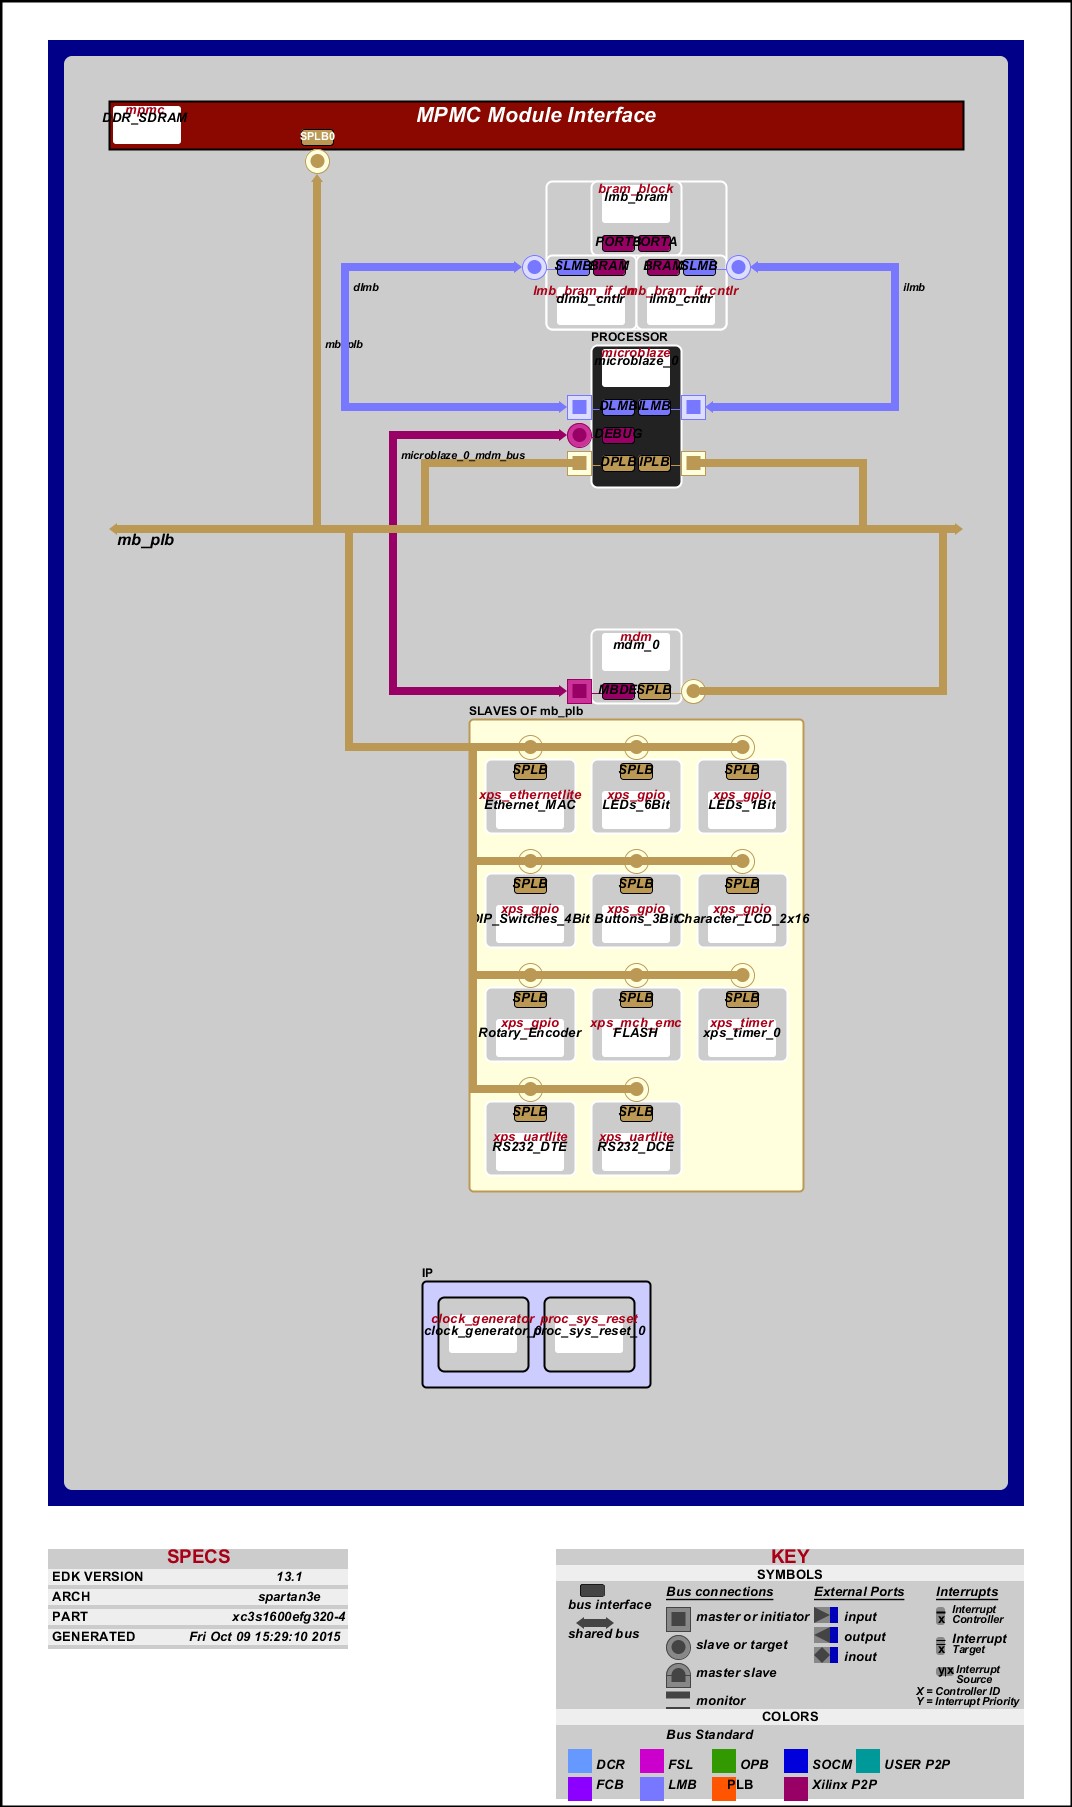 MPMC Module Interface
mpmc
DDR_SDRAM
SPLB0
bram_block
lmb_bram
PORTB PORTA
SLMB BRAM BRAM SLMB
lmb_bram_if_cntlr lmb_bram_if_cntlr
dlmb_cntlr ilmb_cntlr
dlmb
ilmb
PROCESSOR
mb_plb
microblaze
microblaze_0
DLMB ILMB
DEBUG
microblaze_0_mdm_bus
DPLB IPLB
mb_plb
mdm
mdm_0
MBDE SPLB
SLAVES OF mb_plb
SPLB SPLB SPLB
xps_ethernetlite xps_gpio xps_gpio
Ethernet_MAC LEDs_6Bit LEDs_1Bit
SPLB SPLB SPLB
xps_gpio xps_gpio xps_gpio
DIP_Switches_4Bit Buttons_3Bit Character_LCD_2x16
SPLB SPLB SPLB
xps_gpio xps_mch_emc xps_timer
Rotary_Encoder FLASH xps_timer_0
SPLB SPLB
xps_uartlite xps_uartlite
RS232_DTE RS232_DCE
IP
clock_generator proc_sys_reset
clock_generator_0 proc_sys_reset_0
SPECS
EDK VERSION 13.1
ARCH spartan3e
PART xc3s1600efg320-4
GENERATED Fri Oct 09 15:29:10 2015
KEY
SYMBOLS
bus interface
shared bus
Bus connections
master or initiator
slave or target
master slave
monitor
External Ports
input
output
inout
Interrupts
x Interrupt
Controller
x Interrupt
Target
y|x Interrupt
Source
X = Controller ID
Y = Interrupt Priority
COLORS
Bus Standard
DCR FSL OPB SOCM USER P2P
FCB LMB PLB Xilinx P2P